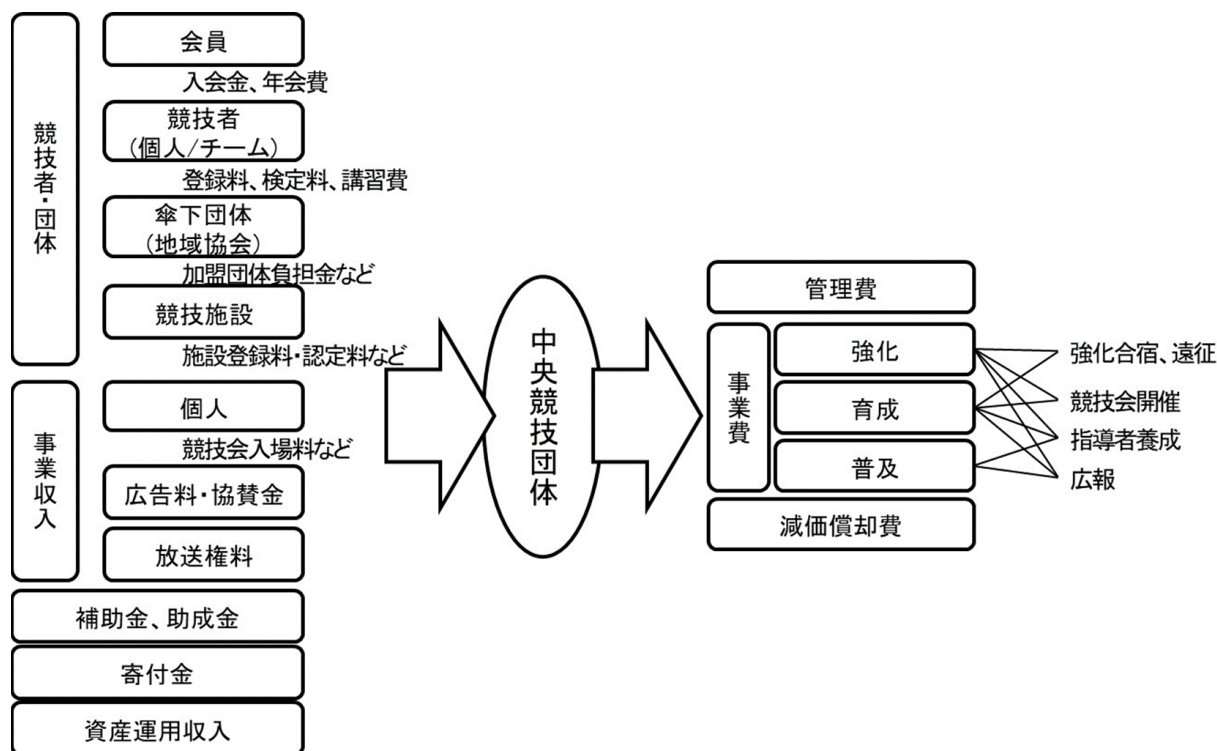 競技者・団体
会員
入会金、年会費
競技者
(個人/チーム)
登録料、検定料、講習費
傘下団体
(地域協会)
加盟団体負担金など
競技施設
施設登録料・認定料など
事業収入
個人
競技会入場料など
広告料・協賛金
放送権料
補助金、助成金
寄付金
資産運用収入
中央競技団体
管理費
事業費
強化
育成
普及
減価償却費
強化合宿、遠征
競技会開催
指導者養成
広報